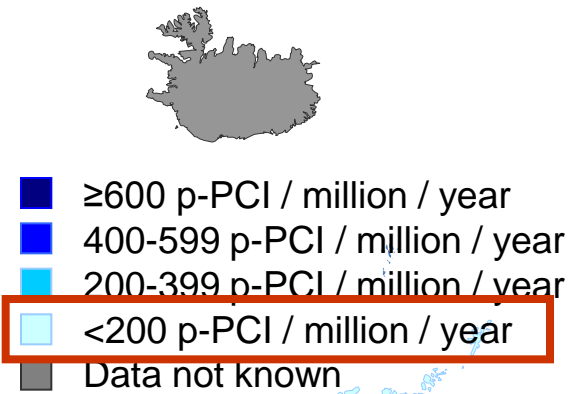 ≥600 p-PCI / million / year
400-599 p-PCI / million / year
200-399 p-PCI / million / year
<200 p-PCI / million / year
Data not known